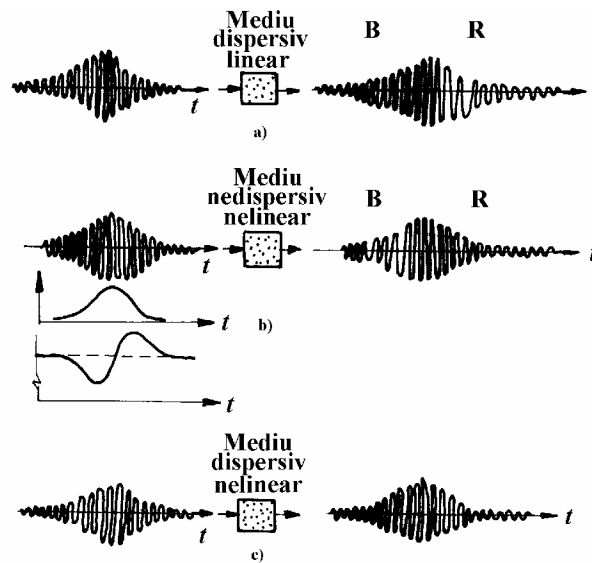 Mediu
dispersiv
linear
B R
t
a)
Mediu
nedispersiv
nelinear
B R
t
t
t
b)
t
Mediu
dispersiv
nelinear
t
t
c)